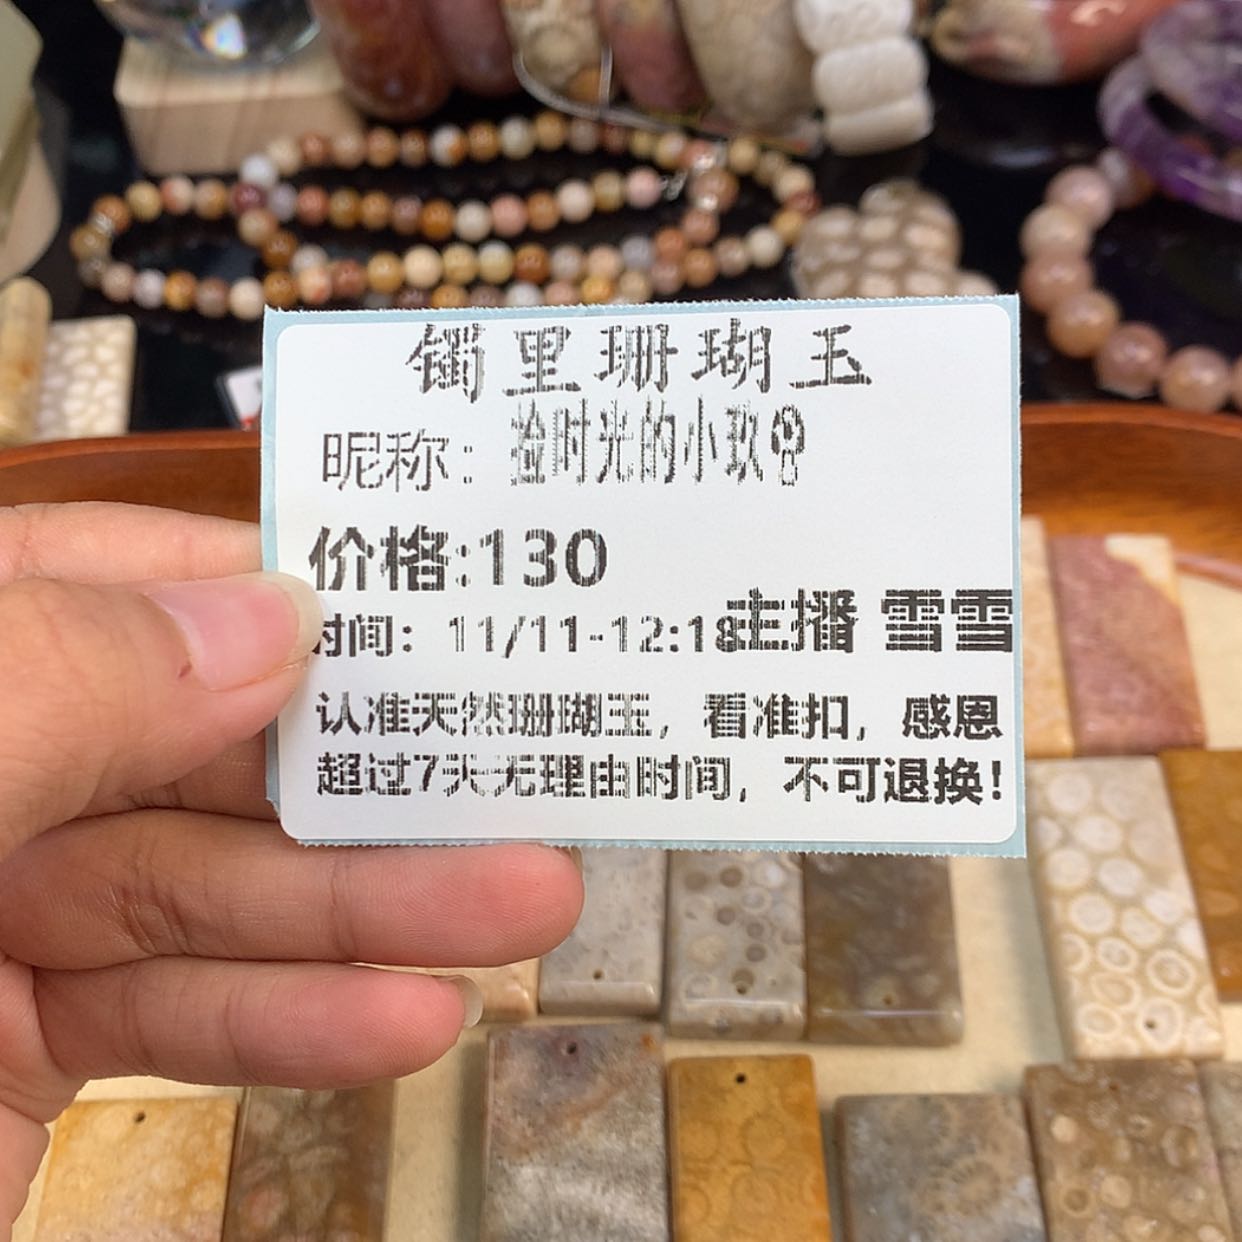 镯里珊瑚玉
昵称：捡时光的小玖
价格:130
时间：11/11-12:18
主播 雪雪
认准天然珊瑚玉，看准扣，感恩
超过7天无理由时间，不可退换！